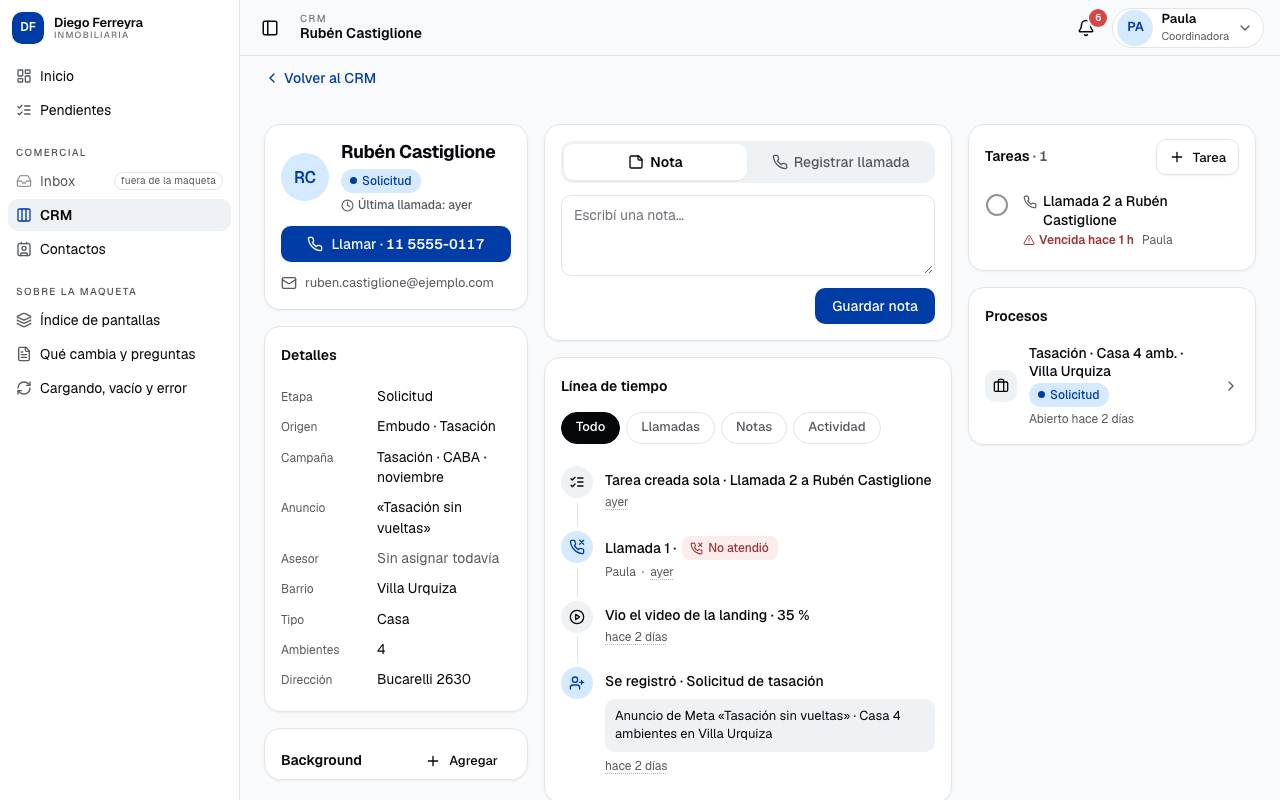 DF
Diego Ferreyra
INMOBILIARIA
Inicio
Pendientes
COMERCIAL
Inbox
fuera de la maqueta
CRM
Contactos
SOBRE LA MAQUETA
Índice de pantallas
Qué cambia y preguntas
Cargando, vacío y error
CRM
Rubén Castiglione
6
PA
Paula
Coordinadora
Volver al CRM
RC
Rubén Castiglione
Solicitud
Última llamada: ayer
Llamar · 11 5555-0117
ruben.castiglione@ejemplo.com
Detalles
Etapa
Solicitud
Origen
Embudo · Tasación
Campaña
Tasación · CABA ·
noviembre
Anuncio
«Tasación sin
vueltas»
Asesor
Sin asignar todavía
Barrio
Villa Urquiza
Tipo
Casa
Ambientes
4
Dirección
Bucarelli 2630
Background
Agregar
Nota
Registrar llamada
Escribí una nota…
Guardar nota
Línea de tiempo
Todo
Llamadas
Notas
Actividad
Tarea creada sola · Llamada 2 a Rubén Castiglione
ayer
Llamada 1 ·
No atendió
Paula · ayer
Vio el video de la landing · 35 %
hace 2 días
Se registró · Solicitud de tasación
Anuncio de Meta «Tasación sin vueltas» · Casa 4
ambientes en Villa Urquiza
hace 2 días
Tareas · 1
Tarea
Llamada 2 a Rubén
Castiglione
Vencida hace 1 h
Paula
Procesos
Tasación · Casa 4 amb. ·
Villa Urquiza
Solicitud
Abierto hace 2 días